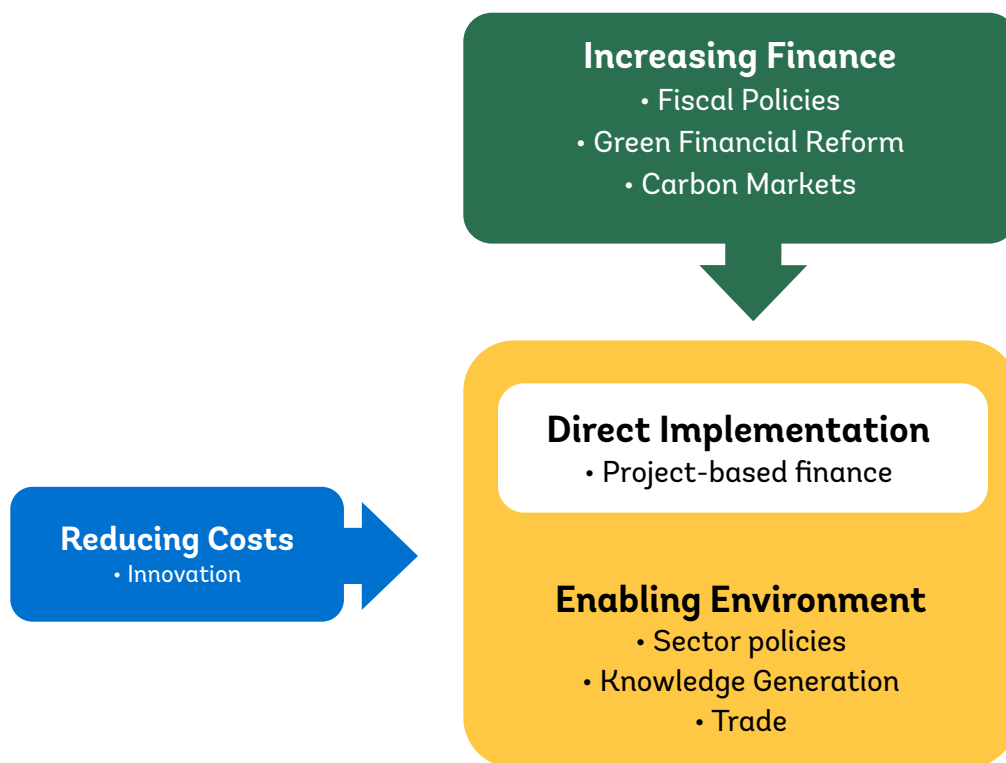 Increasing Finance
• Fiscal Policies
• Green Financial Reform
• Carbon Markets
Direct Implementation
• Project-based finance
Reducing Costs
• Innovation
Enabling Environment
• Sector policies
• Knowledge Generation
• Trade